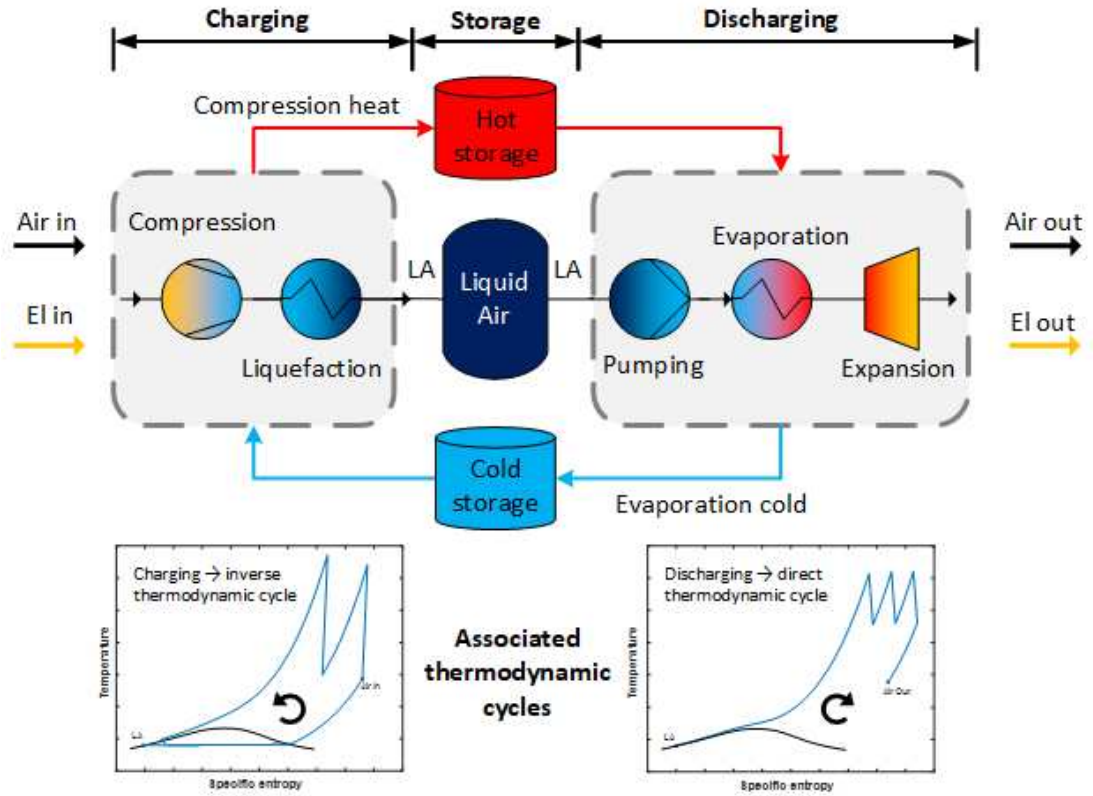 Charging
Storage
Discharging
Compression heat
Hot
storage
Air in
El in
Compression
Liquefaction
LA
Liquid
Air
LA
Pumping
Evaporation
Expansion
Air out
El out
Cold
storage
Evaporation cold
Charging → inverse
thermodynamic cycle
Temperature
Air In
LA
Specific entropy
Associated
thermodynamic
cycles
Discharging → direct
thermodynamic cycle
Temperature
Air Out
LA
Specific entropy